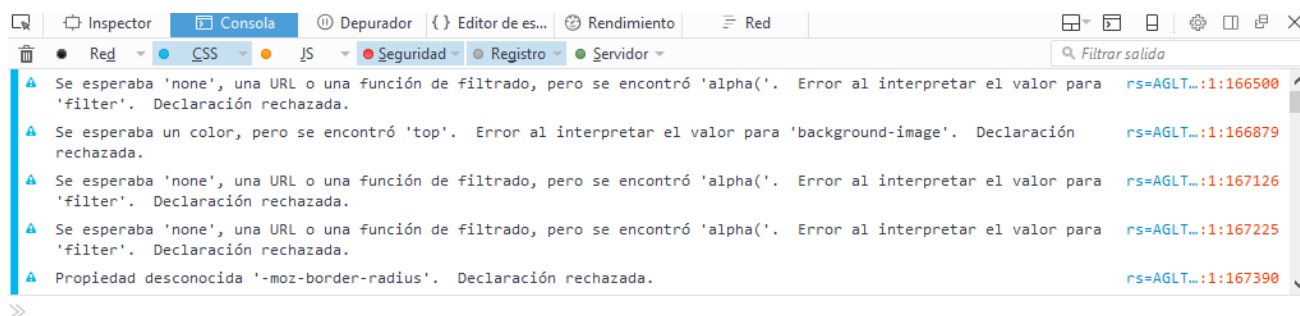 Inspector Consola Depurador { } Editor de es... Rendimiento Red
Red CSS JS Seguridad Registro Servidor Filtrar salida
Se esperaba 'none', una URL o una función de filtrado, pero se encontró 'alpha('. Error al interpretar el valor para rs=AGLT…:1:166500
'filter'. Declaración rechazada.
Se esperaba un color, pero se encontró 'top'. Error al interpretar el valor para 'background-image'. Declaración rs=AGLT…:1:166879
rechazada.
Se esperaba 'none', una URL o una función de filtrado, pero se encontró 'alpha('. Error al interpretar el valor para rs=AGLT…:1:167126
'filter'. Declaración rechazada.
Se esperaba 'none', una URL o una función de filtrado, pero se encontró 'alpha('. Error al interpretar el valor para rs=AGLT…:1:167225
'filter'. Declaración rechazada.
Propiedad desconocida '-moz-border-radius'. Declaración rechazada. rs=AGLT…:1:167390